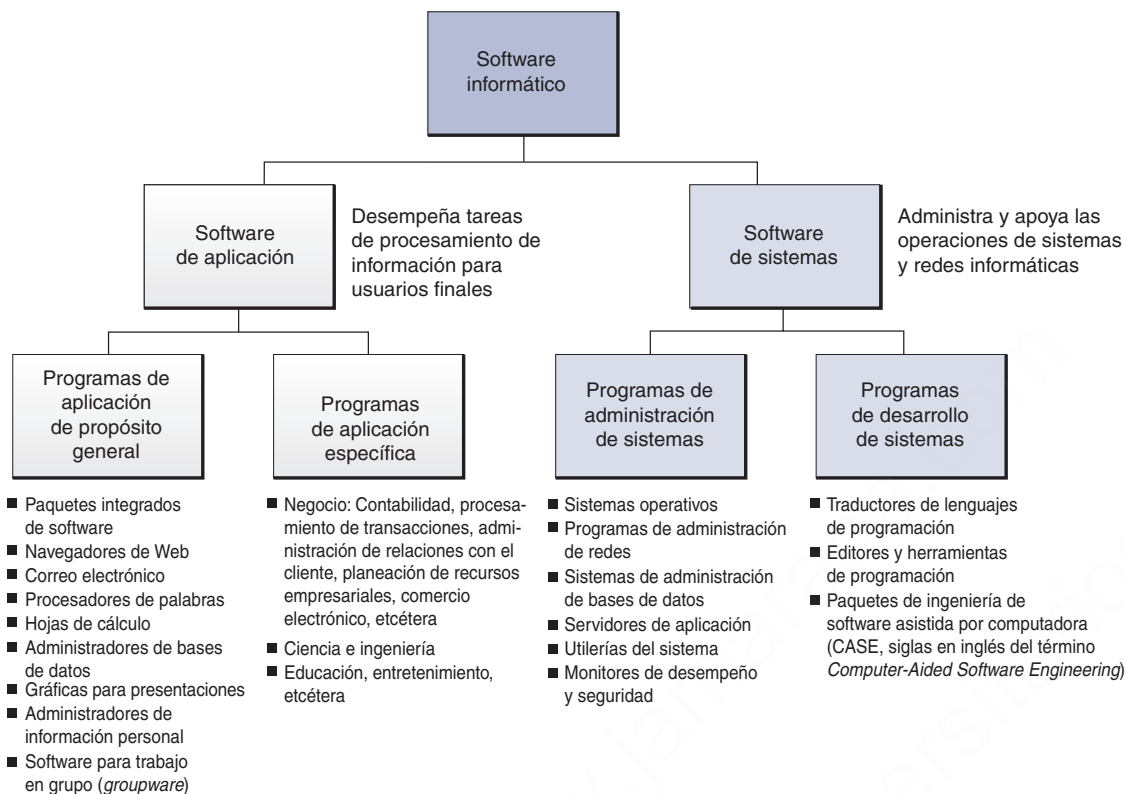 Software
informático
Software
de aplicación
Desempeña tareas
de procesamiento de
información para
usuarios finales
Software
de sistemas
Administra y apoya las
operaciones de sistemas
y redes informáticas
Programas de
aplicación
de propósito
general
Programas
de aplicación
específica
Programas de
administración
de sistemas
Programas
de desarrollo
de sistemas
■ Paquetes integrados
de software
■ Navegadores de Web
■ Correo electrónico
■ Procesadores de palabras
■ Hojas de cálculo
■ Administradores de bases
de datos
■ Gráficas para presentaciones
■ Administradores de
información personal
■ Software para trabajo
en grupo (groupware)
■ Negocio: Contabilidad, procesa-
miento de transacciones, admi-
nistración de relaciones con el
cliente, planeación de recursos
empresariales, comercio
electrónico, etcétera
■ Ciencia e ingeniería
■ Educación, entretenimiento,
etcétera
■ Sistemas operativos
■ Programas de administración
de redes
■ Sistemas de administración
de bases de datos
■ Servidores de aplicación
■ Utilerías del sistema
■ Monitores de desempeño
y seguridad
■ Traductores de lenguajes
de programación
■ Editores y herramientas
de programación
■ Paquetes de ingeniería de
software asistida por computadora
(CASE, siglas en inglés del término
Computer-Aided Software Engineering)